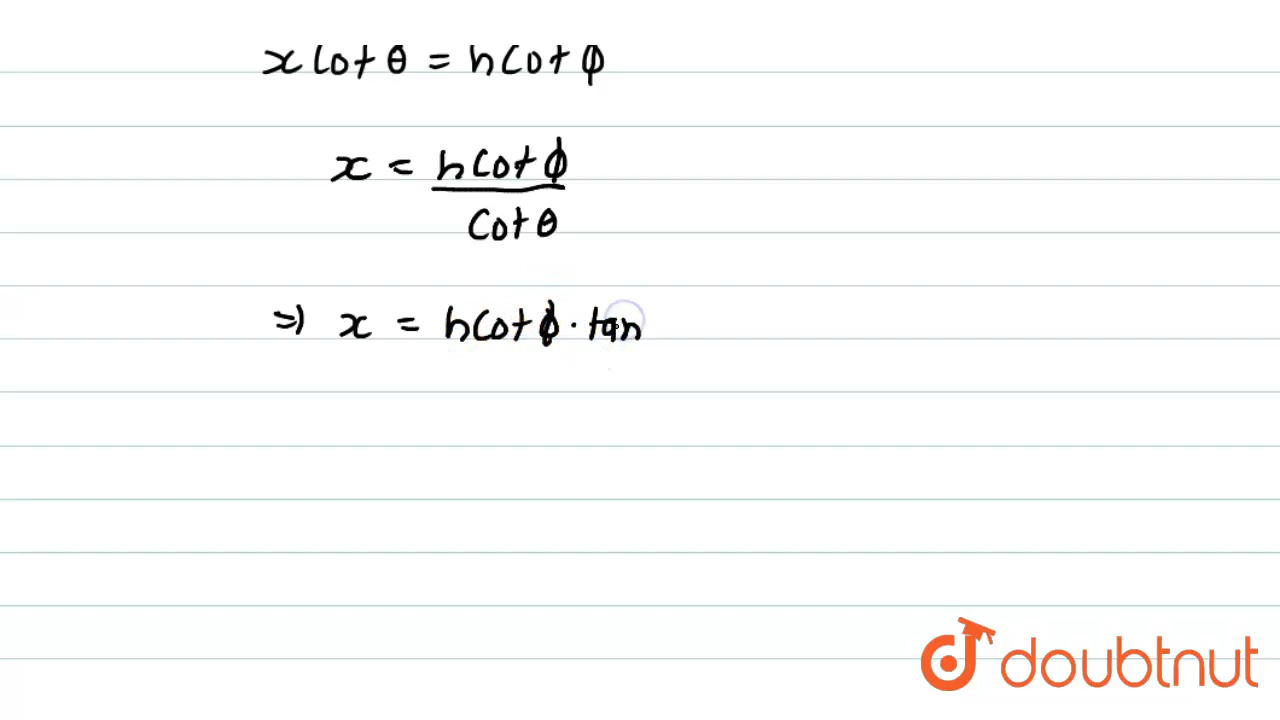 x Cot θ = h Cot ϕ
x = h Cot ϕ
Cot θ
⇒ x = h Cot ϕ · tan
doubtnut